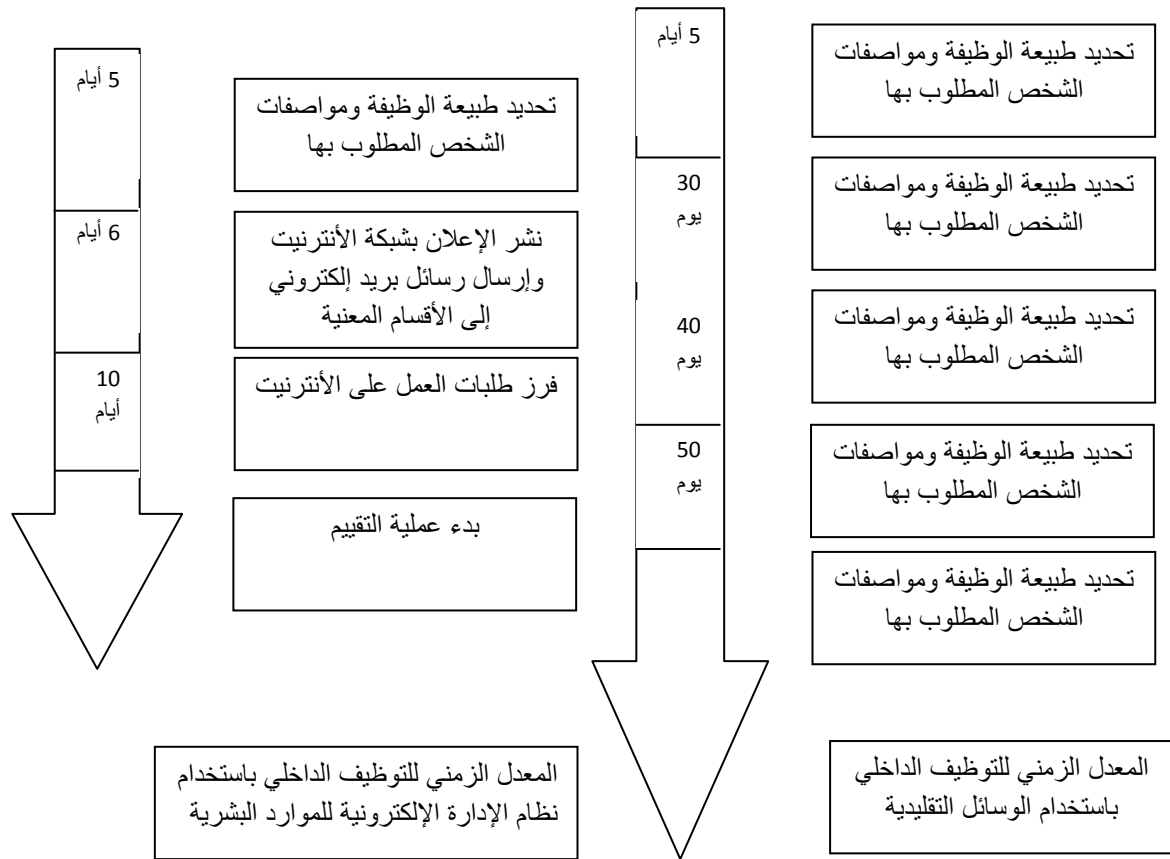 5 أيام
تحديد طبيعة الوظيفة ومواصفات
الشخص المطلوب بها
30
يوم
تحديد طبيعة الوظيفة ومواصفات
الشخص المطلوب بها
40
يوم
تحديد طبيعة الوظيفة ومواصفات
الشخص المطلوب بها
50
يوم
تحديد طبيعة الوظيفة ومواصفات
الشخص المطلوب بها
تحديد طبيعة الوظيفة ومواصفات
الشخص المطلوب بها
المعدل الزمني للتوظيف الداخلي
باستخدام الوسائل التقليدية
5 أيام
تحديد طبيعة الوظيفة ومواصفات
الشخص المطلوب بها
6 أيام
نشر الإعلان بشبكة الأنترنيت
وإرسال رسائل بريد إلكتروني
إلى الأقسام المعنية
10
أيام
فرز طلبات العمل على الأنترنيت
بدء عملية التقييم
المعدل الزمني للتوظيف الداخلي باستخدام
نظام الإدارة الإلكترونية للموارد البشرية